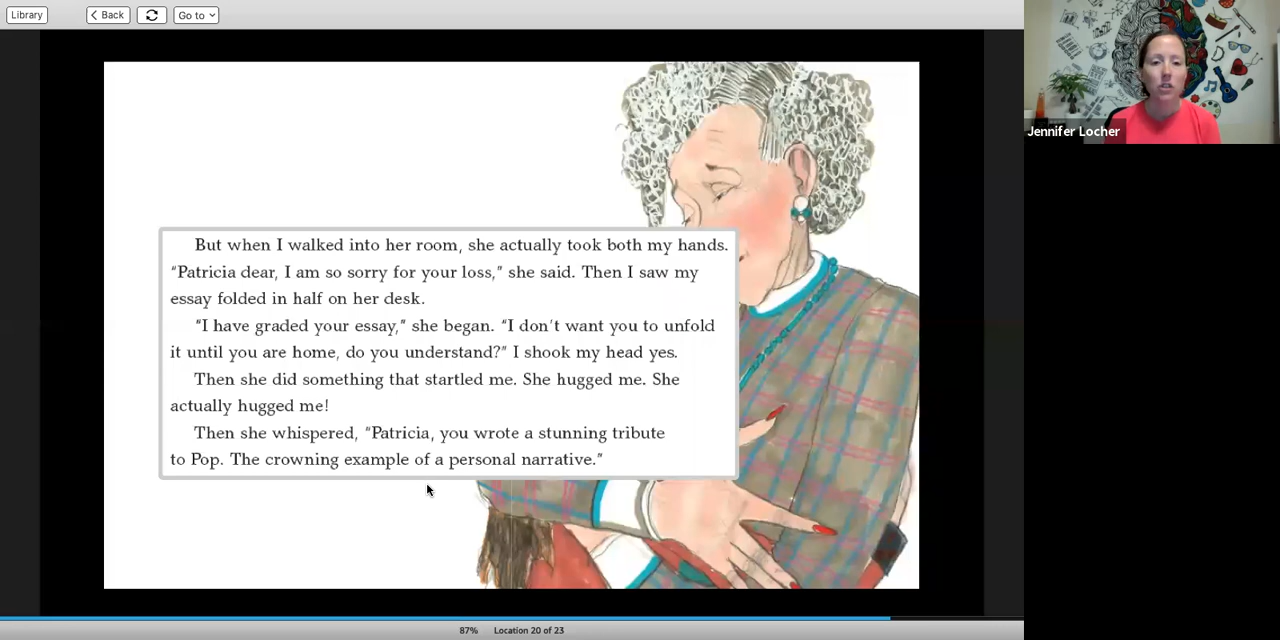 Library
Back
Go to
But when I walked into her room, she actually took both my hands.
“Patricia dear, I am so sorry for your loss,” she said. Then I saw my
essay folded in half on her desk.
“I have graded your essay,” she began. “I don’t want you to unfold
it until you are home, do you understand?” I shook my head yes.
Then she did something that startled me. She hugged me. She
actually hugged me!
Then she whispered, “Patricia, you wrote a stunning tribute
to Pop. The crowning example of a personal narrative.”
Jennifer Locher
87% Location 20 of 23